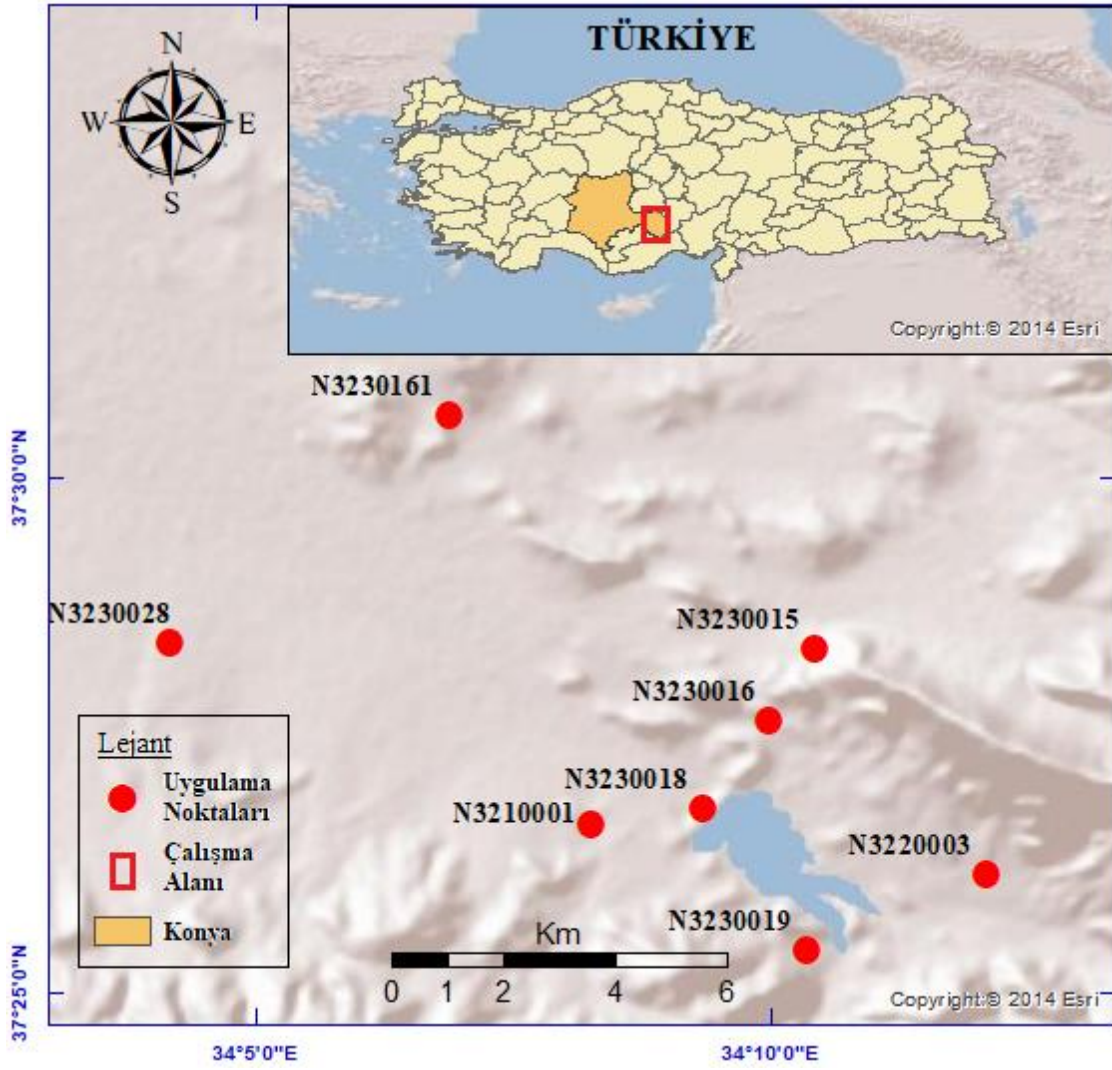 N
W
E
S
TÜRKİYE
Copyright:© 2014 Esri
N3230161
37°30'0"N
N3230028
N3230015
N3230016
N3230018
N3210001
N3220003
N3230019
Lejant
Uygulama
Noktaları
Çalışma
Alanı
Konya
Km
0 1 2 4 6
Copyright:© 2014 Esri
37°25'0"N
34°5'0"E
34°10'0"E